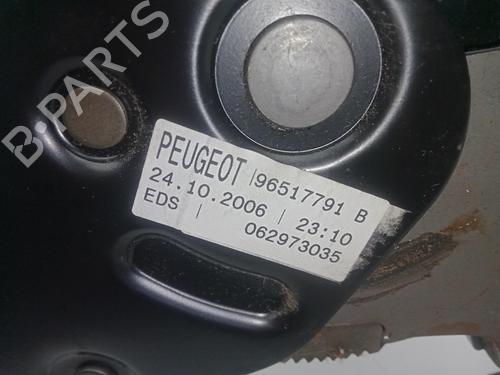 B-PARTS
PEUGEOT |96517791 B
24.10.2006 | 23:10
EDS | 062973035